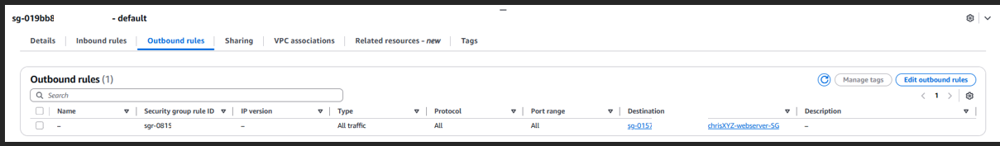 sg-019bb8 - default
Details Inbound rules Outbound rules Sharing VPC associations Related resources – new Tags
Outbound rules (1) Manage tags Edit outbound rules
Search 1
Name Security group rule ID IP version Type Protocol Port range Destination Description
– sgr-0815 – All traffic All All sg-0157 chrisXYZ-webserver-SG –